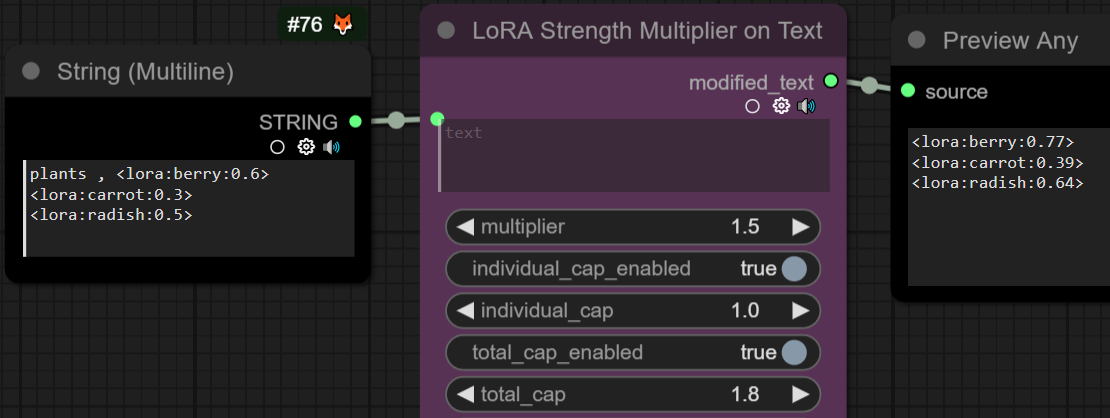 #76
String (Multiline)
STRING
plants , <lora:berry:0.6>
<lora:carrot:0.3>
<lora:radish:0.5>
LoRA Strength Multiplier on Text
modified_text
text
multiplier 1.5
individual_cap_enabled true
individual_cap 1.0
total_cap_enabled true
total_cap 1.8
Preview Any
source
<lora:berry:0.77>
<lora:carrot:0.39>
<lora:radish:0.64>